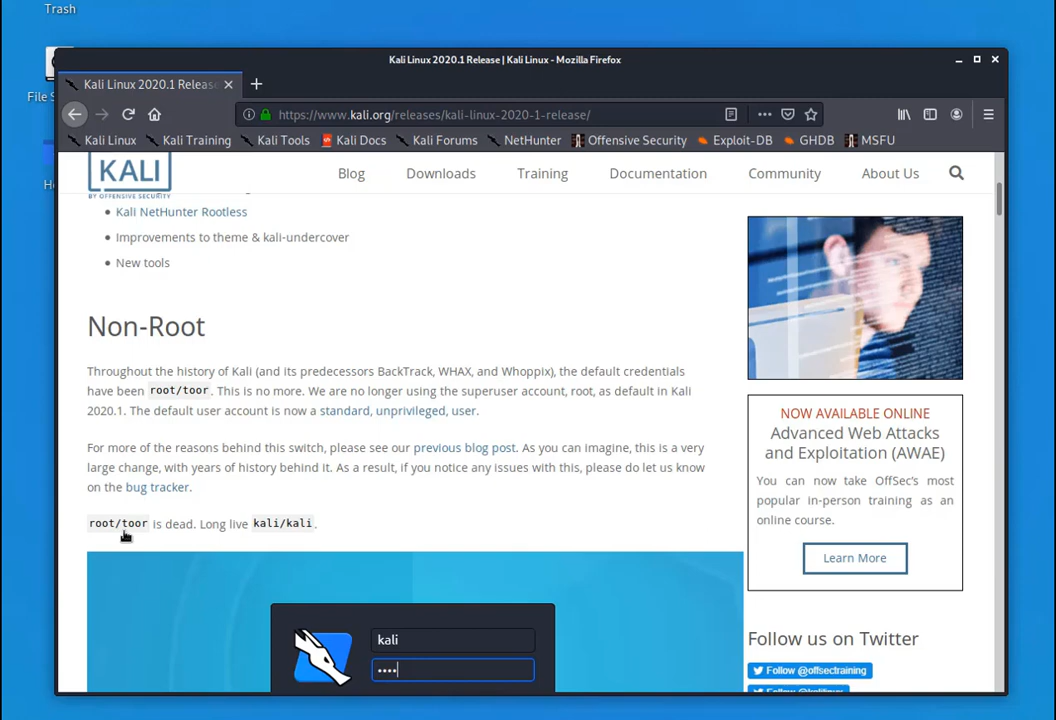 Trash
File S
Kali Linux 2020.1 Release | Kali Linux - Mozilla Firefox
Kali Linux 2020.1 Releas
https://www.kali.org/releases/kali-linux-2020-1-release/
Kali Linux Kali Training Kali Tools Kali Docs Kali Forums NetHunter Offensive Security Exploit-DB GHDB MSFU
KALI
BY OFFENSIVE SECURITY
Blog Downloads Training Documentation Community About Us
• Kali NetHunter Rootless
• Improvements to theme & kali-undercover
• New tools
Non-Root
Throughout the history of Kali (and its predecessors BackTrack, WHAX, and Whoppix), the default credentials
have been root/toor. This is no more. We are no longer using the superuser account, root, as default in Kali
2020.1. The default user account is now a standard, unprivileged, user.
For more of the reasons behind this switch, please see our previous blog post. As you can imagine, this is a very
large change, with years of history behind it. As a result, if you notice any issues with this, please do let us know
on the bug tracker.
root/toor is dead. Long live kali/kali.
kali
••••
NOW AVAILABLE ONLINE
Advanced Web Attacks
and Exploitation (AWAE)
You can now take OffSec's most
popular in-person training as an
online course.
Learn More
Follow us on Twitter
Follow @offsectraining
Follow @kalilinux